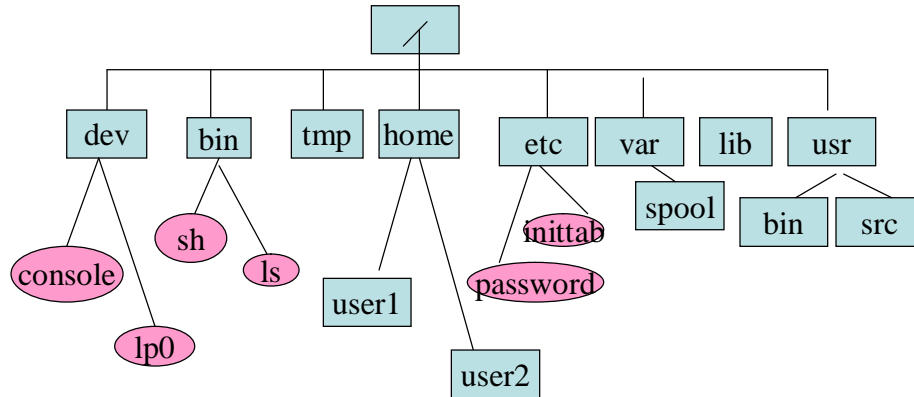 /
dev
bin
tmp
home
etc
var
lib
usr
spool
bin
src
sh
inittab
console
ls
password
user1
lp0
user2